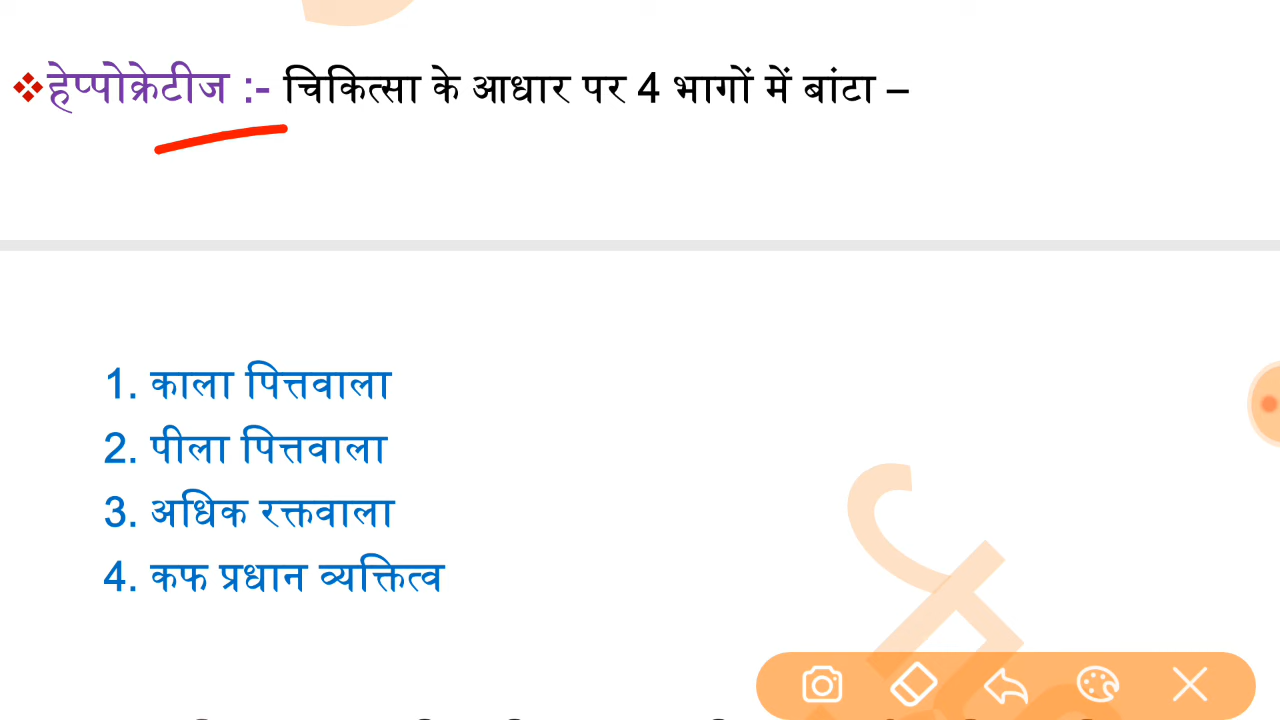 ❖हेप्पोक्रेटीज :- चिकित्सा के आधार पर 4 भागों में बांटा –
1. काला पित्तवाला
2. पीला पित्तवाला
3. अधिक रक्तवाला
4. कफ प्रधान व्यक्तित्व